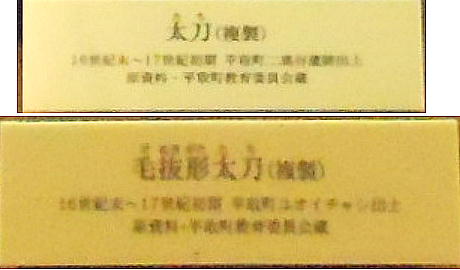 太刀(複製)
16世紀末~17世紀初期 平取町二風谷遺跡出土
原資料・平取町教育委員会蔵
毛抜形太刀(複製)
16世紀末~17世紀初期 平取町ユオイチャシ出土
原資料・平取町教育委員会蔵